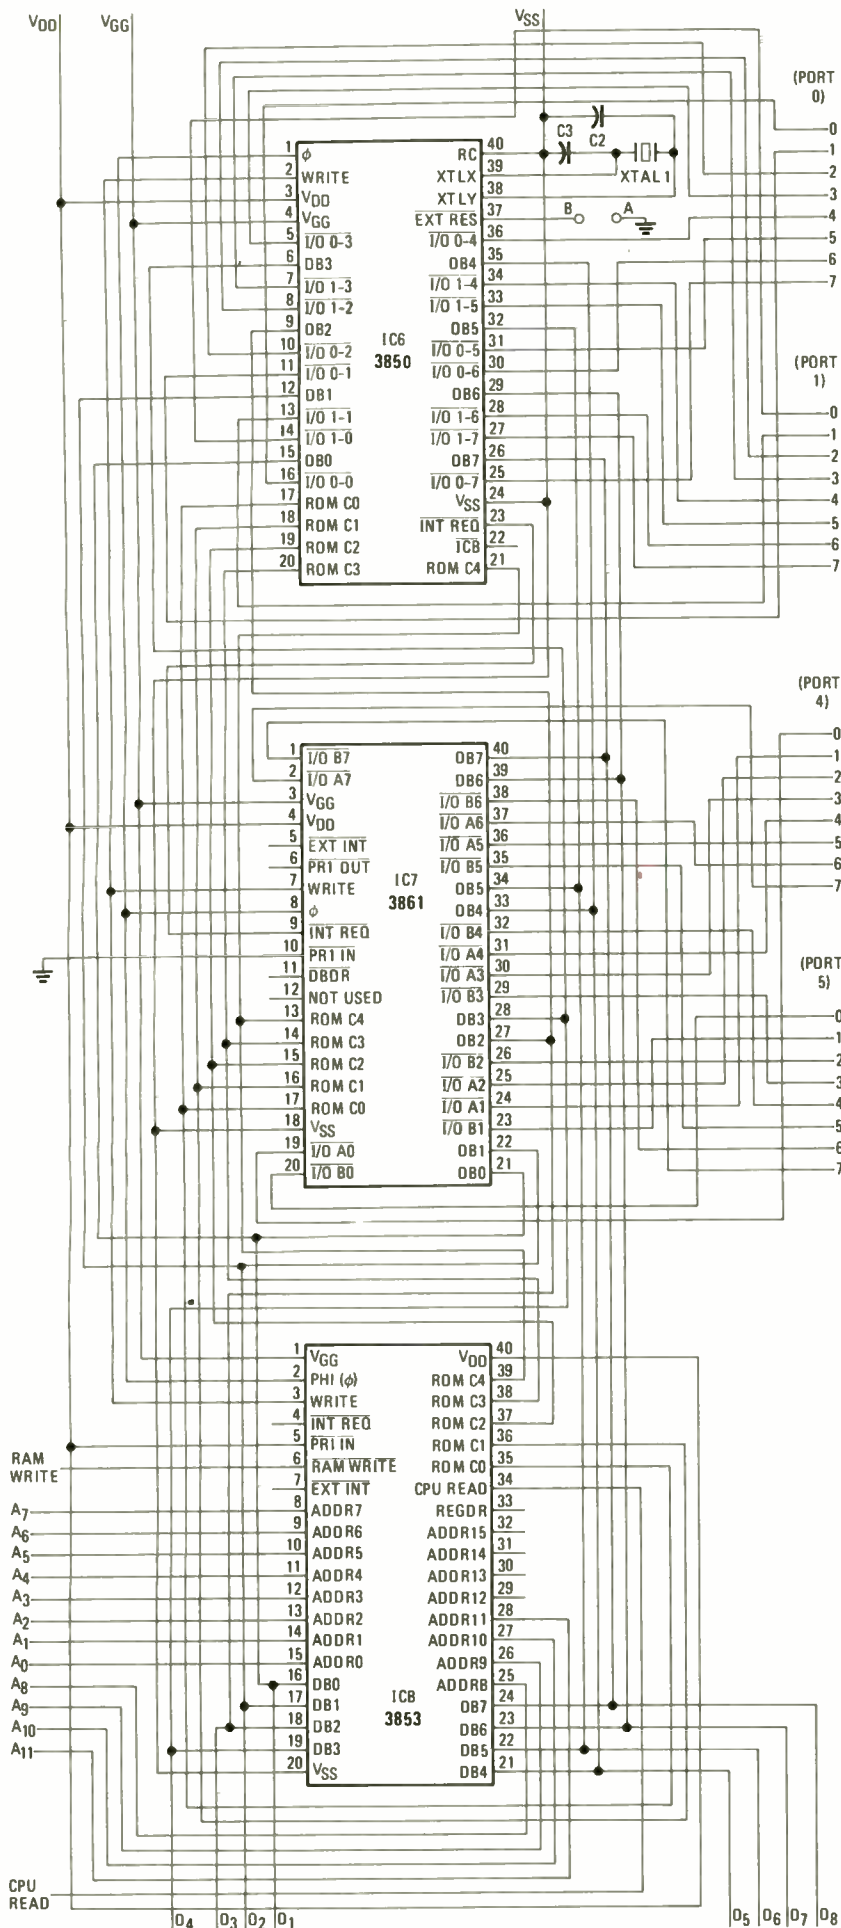 VDD
VGG
VSS
(PORT
0)
0
1
2
3
4
5
6
7
C3
C2
XTAL1
B
A
1
ϕ
2
WRITE
3
VDD
4
VGG
5
I/O 0-3
6
DB3
7
I/O 1-3
8
I/O 1-2
9
DB2
10
I/O 0-2
11
I/O 0-1
12
DB1
13
I/O 1-1
14
I/O 1-0
15
DB0
16
I/O 0-0
17
ROM C0
18
ROM C1
19
ROM C2
20
ROM C3
IC6
3850
RC
40
XTLX
39
XTLY
38
EXT RES
37
I/O 0-4
36
DB4
35
I/O 1-4
34
I/O 1-5
33
DB5
32
I/O 0-5
31
I/O 0-6
30
DB6
29
I/O 1-6
28
I/O 1-7
27
DB7
26
I/O 0-7
25
VSS
24
INT REQ
23
ICB
22
ROM C4
21
(PORT
1)
0
1
2
3
4
5
6
7
1
I/O B7
2
I/O A7
3
VGG
4
VDD
5
EXT INT
6
PR1 OUT
7
WRITE
8
ϕ
9
INT REQ
10
PR1 IN
11
DBDR
12
NOT USED
13
ROM C4
14
ROM C3
15
ROM C2
16
ROM C1
17
ROM C0
18
VSS
19
I/O A0
20
I/O B0
IC7
3861
DB7
40
DB6
39
I/O B6
38
I/O A6
37
I/O A5
36
I/O B5
35
DB5
34
DB4
33
I/O B4
32
I/O A4
31
I/O A3
30
I/O B3
29
DB3
28
DB2
27
I/O B2
26
I/O A2
25
I/O A1
24
I/O B1
23
DB1
22
DB0
21
(PORT
4)
0
1
2
3
4
5
6
7
(PORT
5)
0
1
2
3
4
5
6
7
1
VGG
2
PHI (ϕ)
3
WRITE
4
INT REQ
5
PRI IN
6
RAM WRITE
7
EXT INT
8
ADDR7
9
ADDR6
10
ADDR5
11
ADDR4
12
ADDR3
13
ADDR2
14
ADDR1
15
ADDR0
16
DB0
17
DB1
18
DB2
19
DB3
20
VSS
IC8
3853
VDD
40
ROM C4
39
ROM C3
38
ROM C2
37
ROM C1
36
ROM C0
35
CPU READ
34
REGDR
33
ADDR15
32
ADDR14
31
ADDR13
30
ADDR12
29
ADDR11
28
ADDR10
27
ADDR9
26
ADDR8
25
DB7
24
DB6
23
DB5
22
DB4
21
RAM
WRITE
A7
A6
A5
A4
A3
A2
A1
A0
A8
A9
A10
A11
CPU
READ
D4
D3
D2
D1
D5
D6
D7
D8